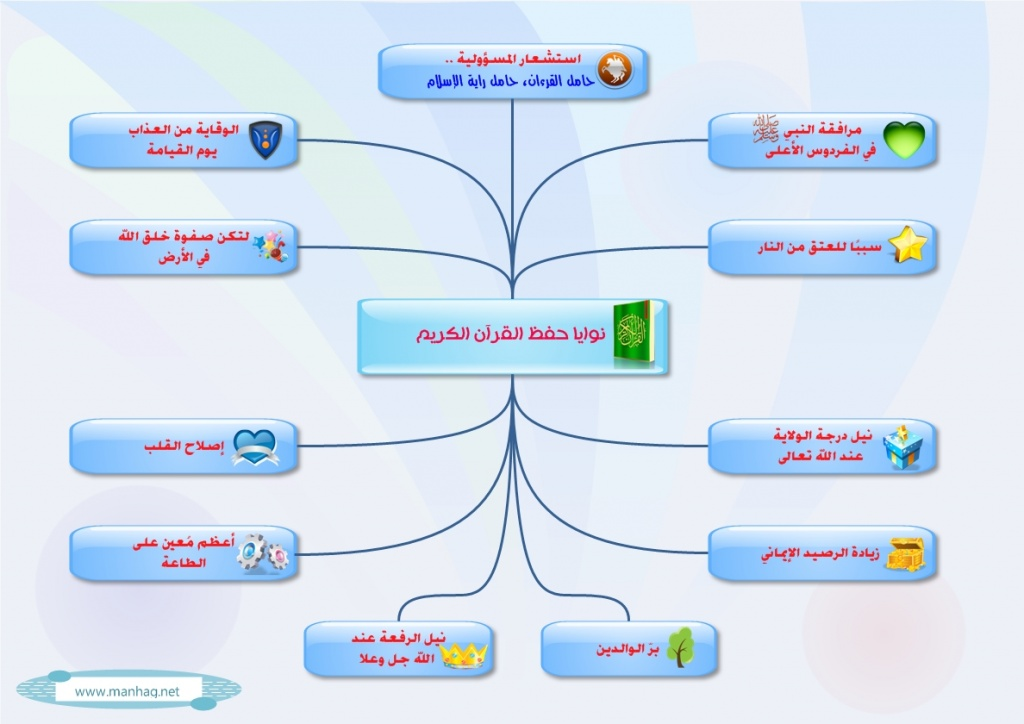 استشعار المسؤولية ..
حامل القرءان، حامل راية الإسلام
مرافقة النبي ﷺ
في الفردوس الأعلى
الوقاية من العذاب
يوم القيامة
سببًا للعتق من النار
لتكن صفوة خلق الله
في الأرض
القرآن الكريم
نوايا حفظ القرآن الكريم
نيل درجة الولاية
عند الله تعالى
إصلاح القلب
زيادة الرصيد الإيماني
أعظم مُعين على
الطاعة
برّ الوالدين
نيل الرفعة عند
الله جل وعلا
www.manhag.net